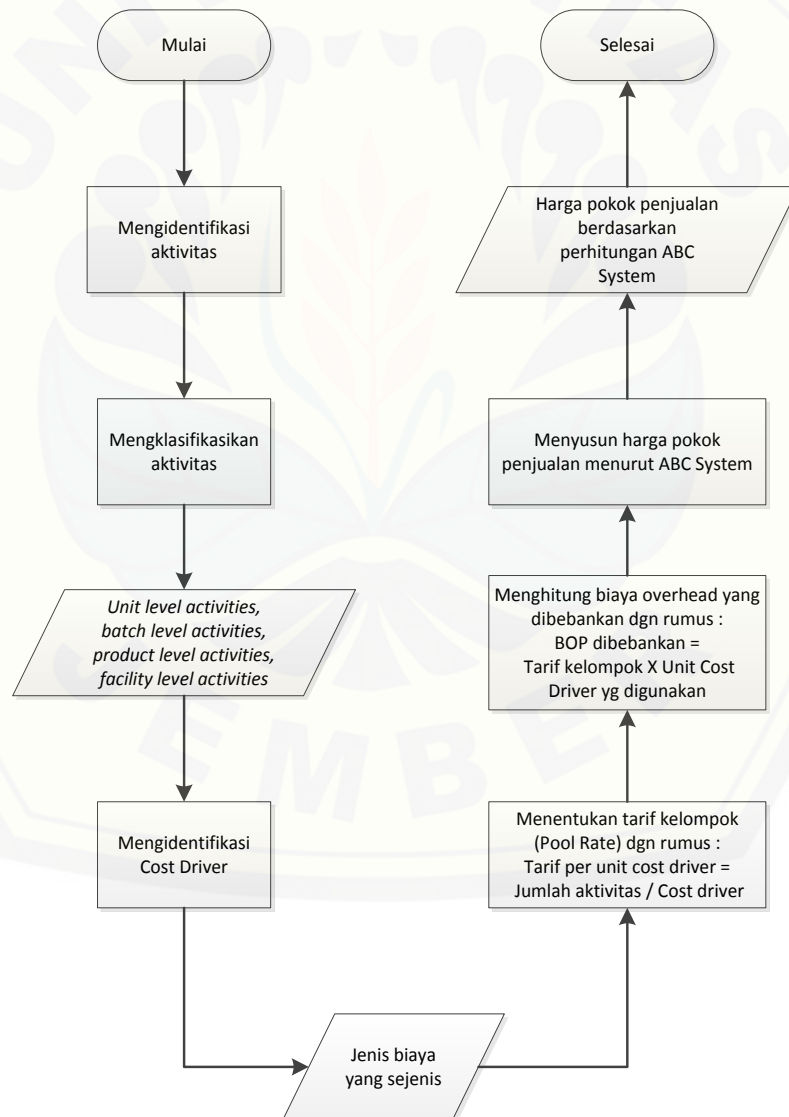 Mulai
Mengidentifikasi
aktivitas
Mengklasifikasikan
aktivitas
Unit level activities,
batch level activities,
product level activities,
facility level activities
Mengidentifikasi
Cost Driver
Jenis biaya
yang sejenis
Menentukan tarif kelompok
(Pool Rate) dgn rumus :
Tarif per unit cost driver =
Jumlah aktivitas / Cost driver
Menghitung biaya overhead yang
dibebankan dgn rumus :
BOP dibebankan =
Tarif kelompok X Unit Cost
Driver yg digunakan
Menyusun harga pokok
penjualan menurut ABC System
Harga pokok penjualan
berdasarkan
perhitungan ABC
System
Selesai